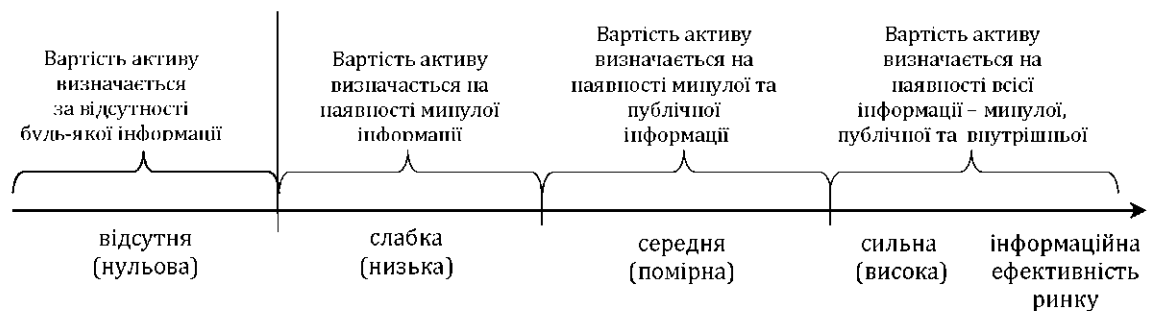 Вартість активу
визначається
за відсутності
будь-якої інформації
Вартість активу
визначається на
наявності минулої
інформації
Вартість активу
визначається на
наявності минулої та
публічної
інформації
Вартість активу
визначається на
наявності всієї
інформації – минулої,
публічної та внутрішньої
відсутня
(нульова)
слабка
(низька)
середня
(помірна)
сильна
(висока)
інформаційна
ефективність
ринку